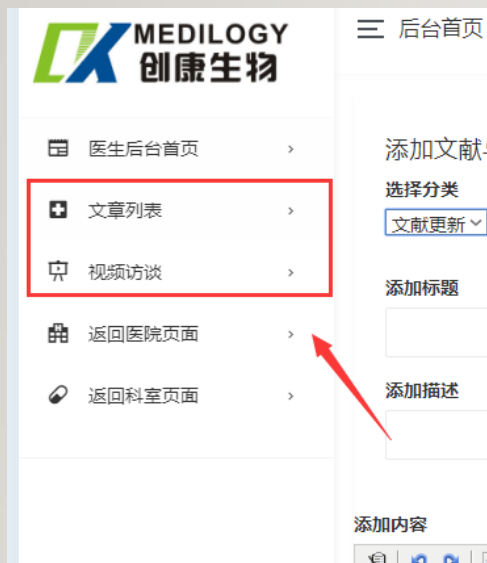 MEDILOGY
创康生物
后台首页
医生后台首页
文章列表
视频访谈
返回医院页面
返回科室页面
添加文献
选择分类
文献更新
添加标题
添加描述
添加内容